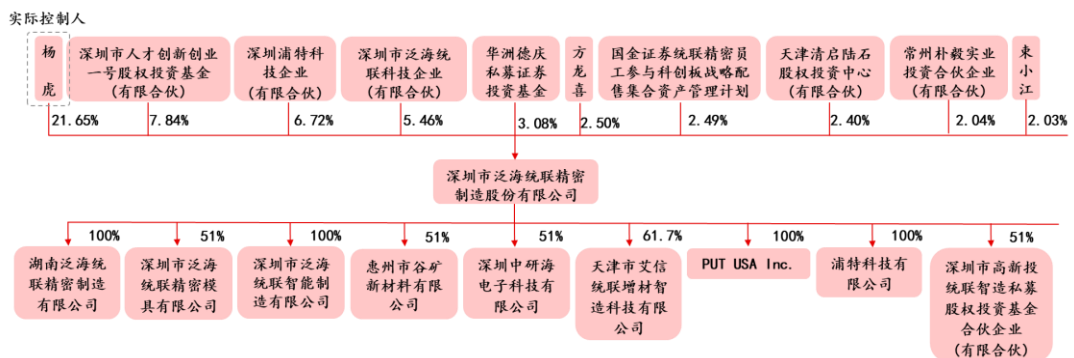 实际控制人
杨
虎
深圳市人才创新创业
一号股权投资基金
(有限合伙)
深圳浦特科
技企业
(有限合伙)
深圳市泛海统
联科技企业
(有限合伙)
华洲德庆
私募证券
投资基金
方
龙
喜
国金证券统联精密员
工参与科创板战略配
售集合资产管理计划
天津清启陆石
股权投资中心
(有限合伙)
常州朴毅实业
投资合伙企业
(有限合伙)
束
小
江
21.65%
7.84%
6.72%
5.46%
3.08%
2.50%
2.49%
2.40%
2.04%
2.03%
深圳市泛海统联精密
制造股份有限公司
100%
51%
100%
51%
51%
61.7%
100%
100%
51%
湖南泛海统
联精密制造
有限公司
深圳市泛海
统联精密模
具有限公司
深圳市泛海
统联智能制
造有限公司
惠州市谷矿
新材料有限
公司
深圳中研海
电子科技有
限公司
天津市艾信
统联增材智
造科技有限
公司
PUT USA Inc.
浦特科技有
限公司
深圳市高新投
统联智造私募
股权投资基金
合伙企业
(有限合伙)